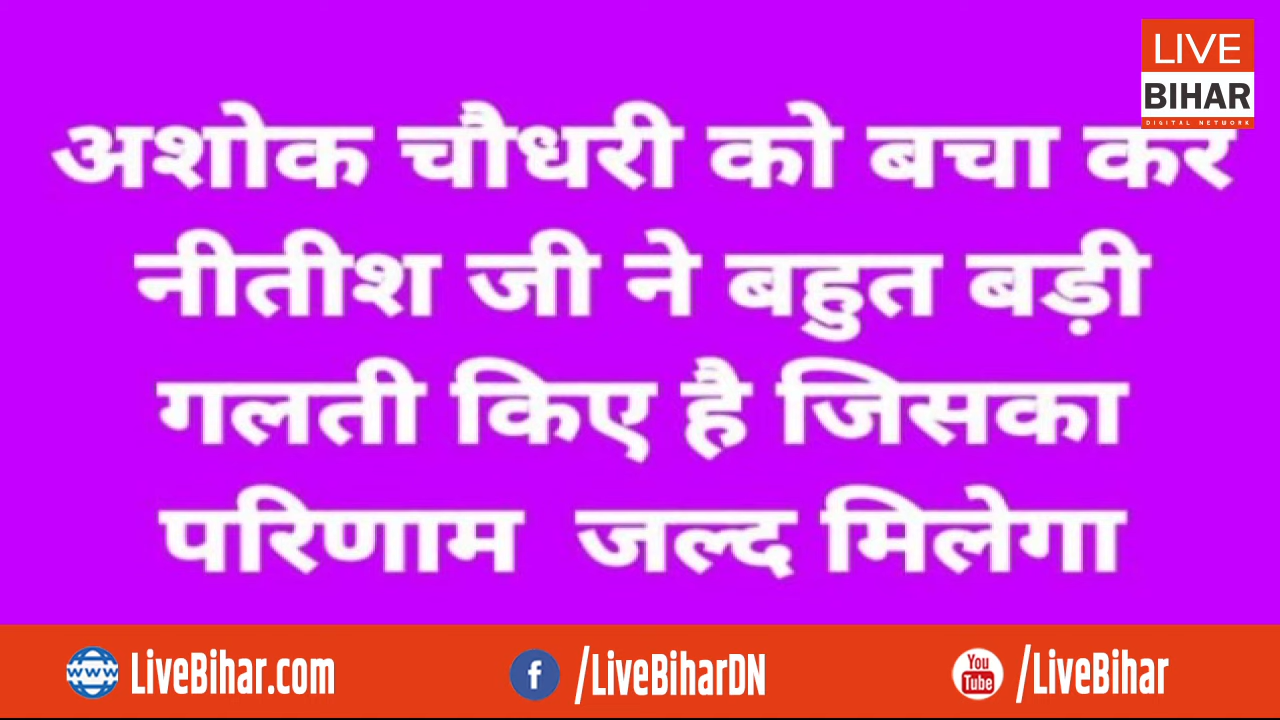 LIVE
BIHAR
DIGITAL NETWORK
अशोक चौधरी को बचा कर
नीतीश जी ने बहुत बड़ी
गलती किए है जिसका
परिणाम जल्द मिलेगा
www LiveBihar.com
f /LiveBiharDN
You Tube /LiveBihar